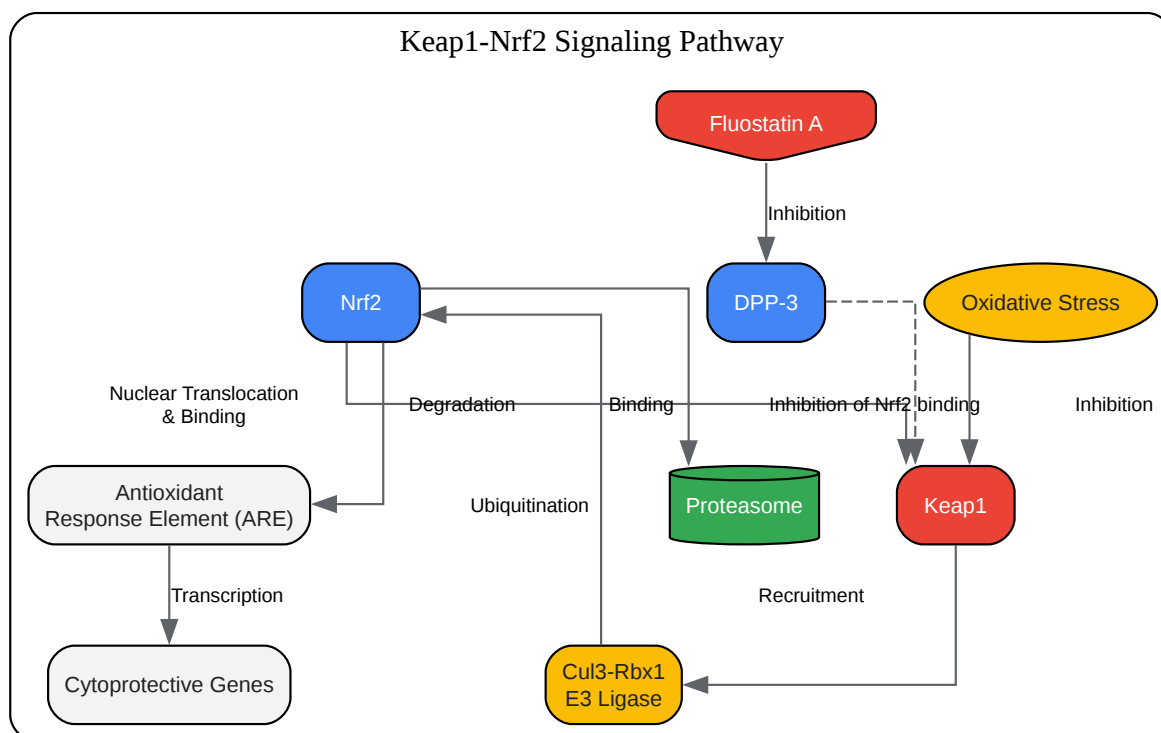 Keap1-Nrf2 Signaling Pathway
Fluostatin A
Inhibition
Nrf2
DPP-3
Oxidative Stress
Nuclear Translocation
& Binding
Degradation
Binding
Inhibition of Nrf2 binding
Inhibition
Antioxidant
Response Element (ARE)
Ubiquitination
Proteasome
Keap1
Transcription
Recruitment
Cytoprotective Genes
Cul3-Rbx1
E3 Ligase